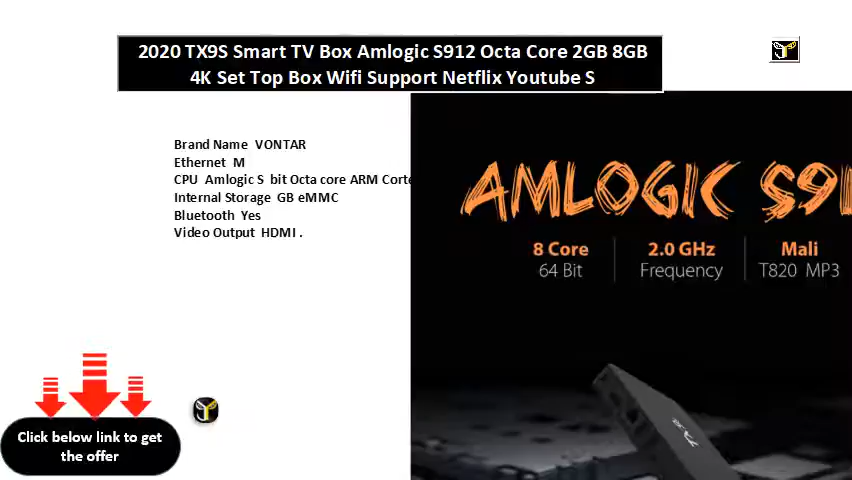 2020 TX9S Smart TV Box Amlogic S912 Octa Core 2GB 8GB
4K Set Top Box Wifi Support Netflix Youtube S
Brand Name VONTAR
Ethernet M
CPU Amlogic S bit Octa core ARM Corte
Internal Storage GB eMMC
Bluetooth Yes
Video Output HDMI .
AMLOGIC S91
8 Core
64 Bit
2.0 GHz
Frequency
Mali
T820 MP3
Click below link to get
the offer